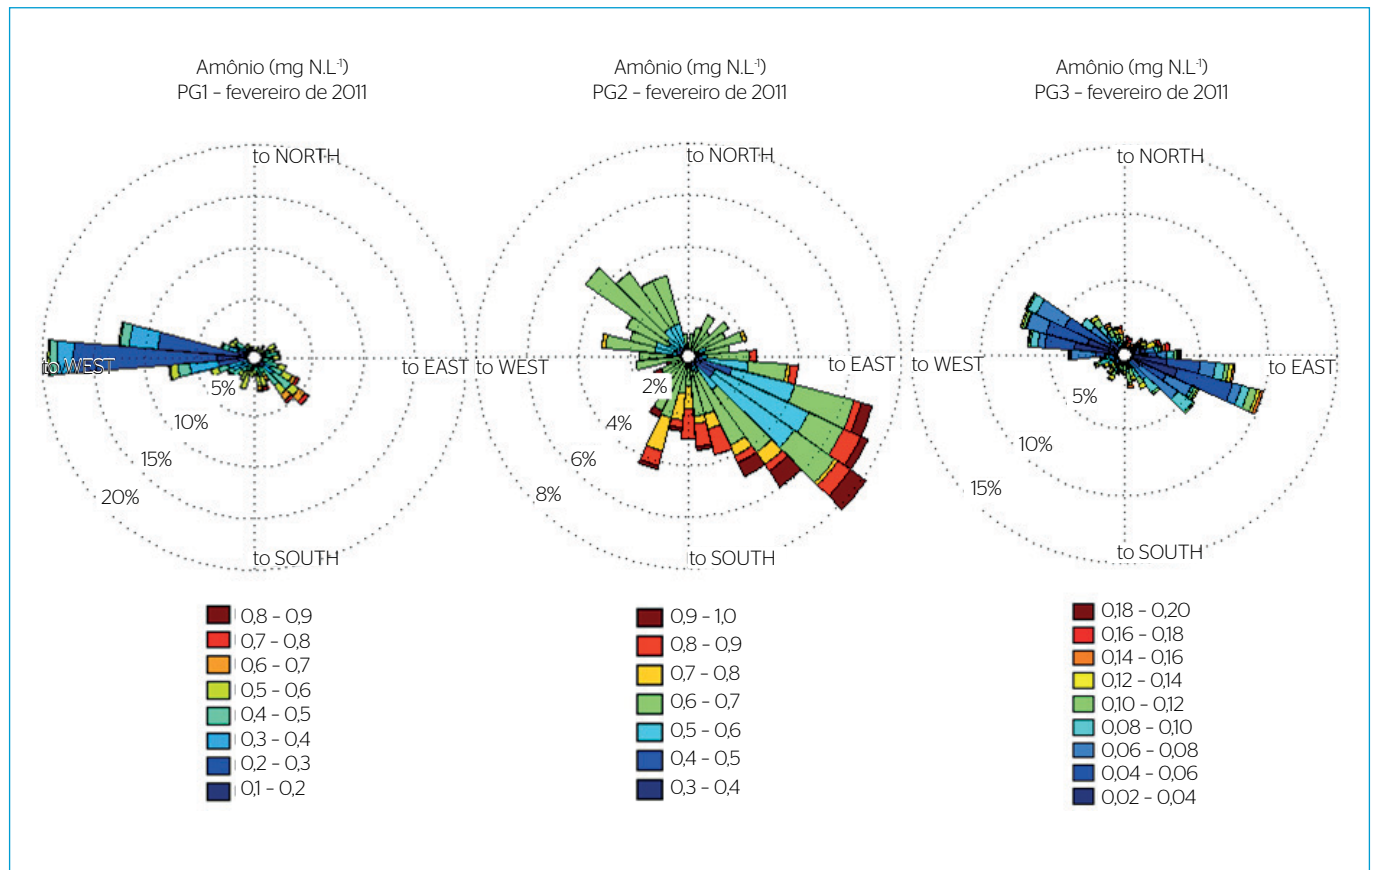 Amônio (mg N.L⁻¹)
PG1 – fevereiro de 2011
to NORTH
to WEST
to EAST
to SOUTH
5%
10%
15%
20%
0,8 – 0,9
0,7 – 0,8
0,6 – 0,7
0,5 – 0,6
0,4 – 0,5
0,3 – 0,4
0,2 – 0,3
0,1 – 0,2
Amônio (mg N.L⁻¹)
PG2 – fevereiro de 2011
to NORTH
to WEST
to EAST
to SOUTH
2%
4%
6%
8%
0,9 – 1,0
0,8 – 0,9
0,7 – 0,8
0,6 – 0,7
0,5 – 0,6
0,4 – 0,5
0,3 – 0,4
Amônio (mg N.L⁻¹)
PG3 – fevereiro de 2011
to NORTH
to WEST
to EAST
to SOUTH
5%
10%
15%
0,18 – 0,20
0,16 – 0,18
0,14 – 0,16
0,12 – 0,14
0,10 – 0,12
0,08 – 0,10
0,06 – 0,08
0,04 – 0,06
0,02 – 0,04